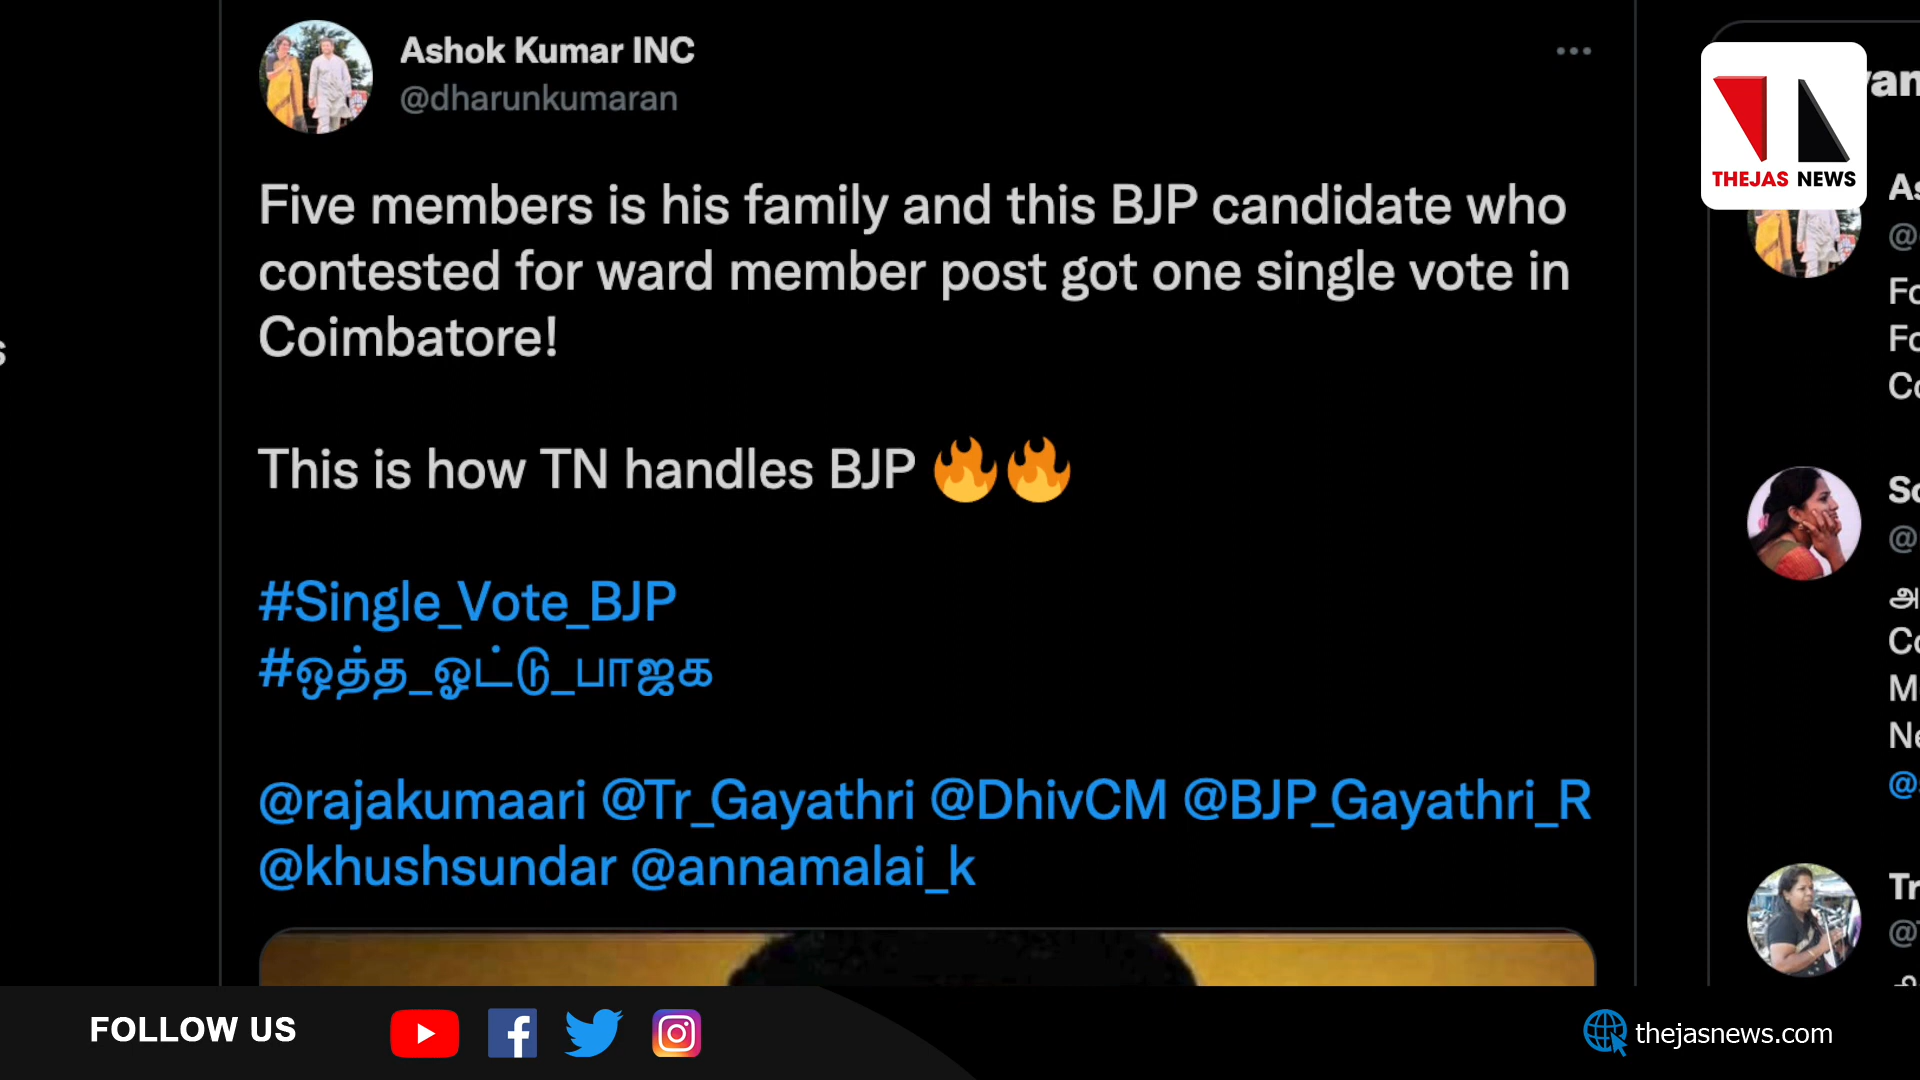 Ashok Kumar INC
@dharunkumaran
Five members is his family and this BJP candidate who
contested for ward member post got one single vote in
Coimbatore!
This is how TN handles BJP
#Single_Vote_BJP
#ஒத்த_ஓட்டு_பாஜக
@rajakumaari @Tr_Gayathri @DhivCM @BJP_Gayathri_R
@khushsundar @annamalai_k
THEJAS NEWS
FOLLOW US
thejasnews.com